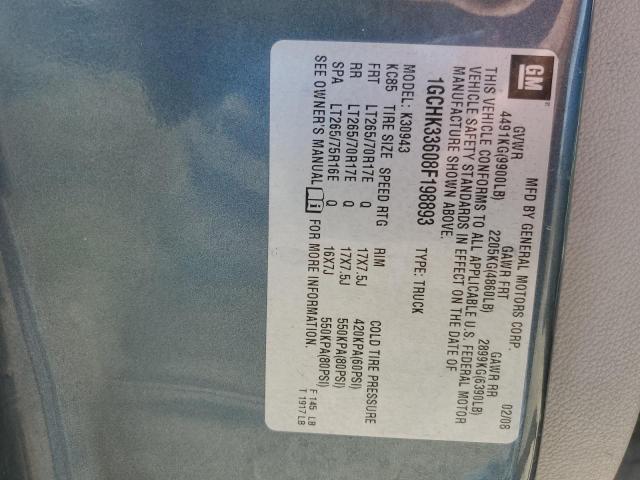 GM
MFD BY GENERAL MOTORS CORP. 02/08
GVWR GAWR FRT GAWR RR
4491KG(9900LB) 2205KG(4860LB) 2899KG(6390LB)
THIS VEHICLE CONFORMS TO ALL APPLICABLE U.S. FEDERAL MOTOR
VEHICLE SAFETY STANDARDS IN EFFECT ON THE DATE OF
MANUFACTURE SHOWN ABOVE.
1GCHK33608F198893 TYPE: TRUCK
MODEL: K30943
KC85 TIRE SIZE SPEED RTG RIM COLD TIRE PRESSURE
FRT LT265/70R17E Q 17X7.5J 420KPA(60PSI)
RR LT265/70R17E Q 17X7.5J 550KPA(80PSI)
SPA LT265/75R16E Q 16X7J 550KPA(80PSI)
SEE OWNER'S MANUAL i FOR MORE INFORMATION.
F 145 LB
T 1917 LB